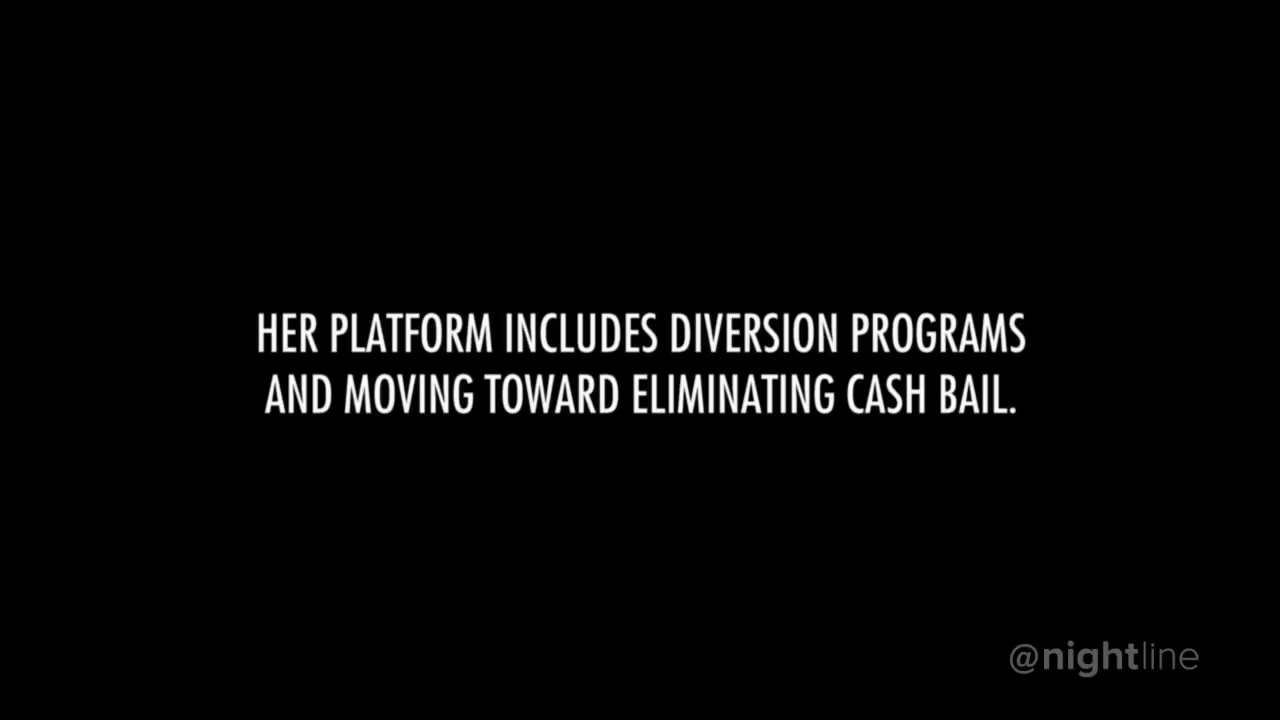 HER PLATFORM INCLUDES DIVERSION PROGRAMS
AND MOVING TOWARD ELIMINATING CASH BAIL.
@nightline